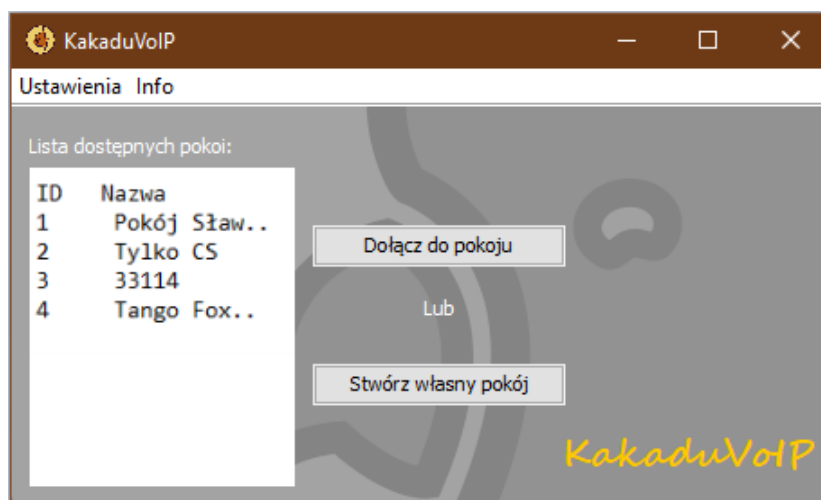 KakaduVoIP
Ustawienia Info
Lista dostępnych pokoi:
ID Nazwa
1 Pokój Sław..
2 Tylko CS
3 33114
4 Tango Fox..
Dołącz do pokoju
Lub
Stwórz własny pokój
KakaduVoIP